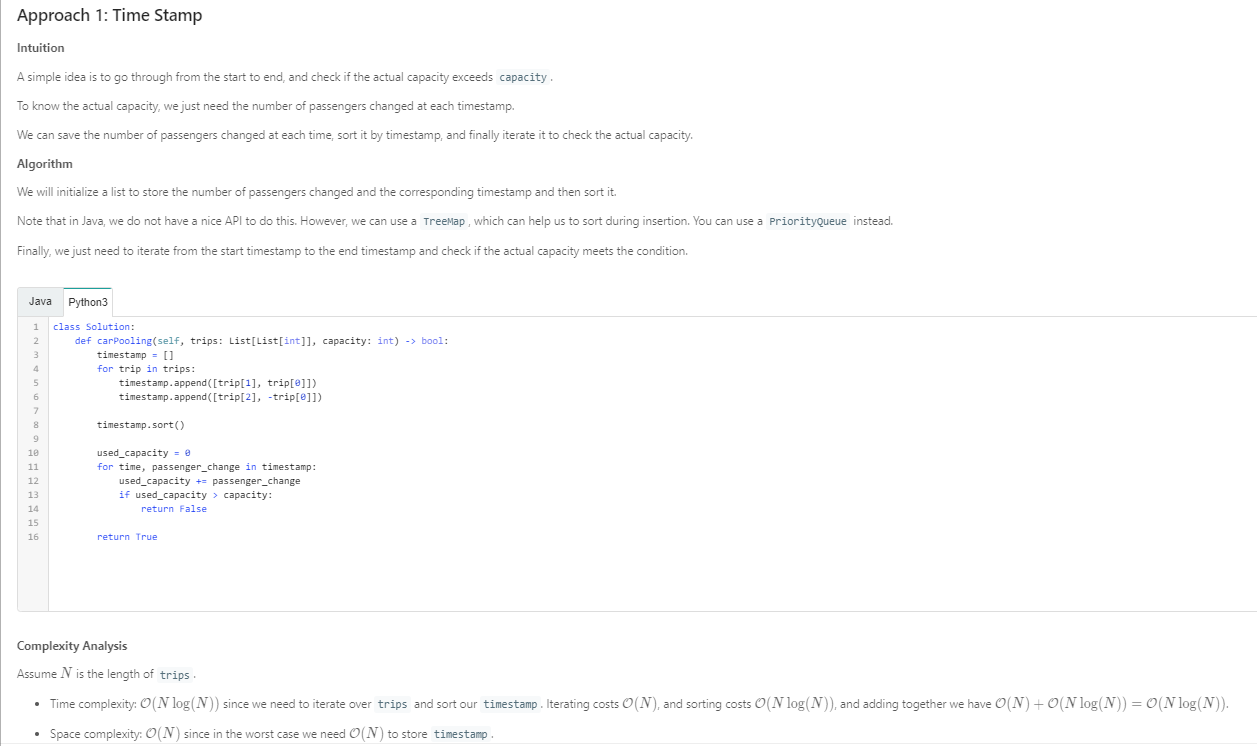 Approach 1: Time Stamp
Intuition
A simple idea is to go through from the start to end, and check if the actual capacity exceeds capacity .
To know the actual capacity, we just need the number of passengers changed at each timestamp.
We can save the number of passengers changed at each time, sort it by timestamp, and finally iterate it to check the actual capacity.
Algorithm
We will initialize a list to store the number of passengers changed and the corresponding timestamp and then sort it.
Note that in Java, we do not have a nice API to do this. However, we can use a TreeMap , which can help us to sort during insertion. You can use a PriorityQueue instead.
Finally, we just need to iterate from the start timestamp to the end timestamp and check if the actual capacity meets the condition.
Java Python3
1 class Solution:
2     def carPooling(self, trips: List[List[int]], capacity: int) -> bool:
3         timestamp = []
4         for trip in trips:
5             timestamp.append([trip[1], trip[0]])
6             timestamp.append([trip[2], -trip[0]])
7
8         timestamp.sort()
9
10         used_capacity = 0
11         for time, passenger_change in timestamp:
12             used_capacity += passenger_change
13             if used_capacity > capacity:
14                 return False
15
16         return True
Complexity Analysis
Assume N is the length of trips .
• Time complexity: O(N log(N)) since we need to iterate over trips and sort our timestamp . Iterating costs O(N), and sorting costs O(N log(N)), and adding together we have O(N) + O(N log(N)) = O(N log(N)).
• Space complexity: O(N) since in the worst case we need O(N) to store timestamp .